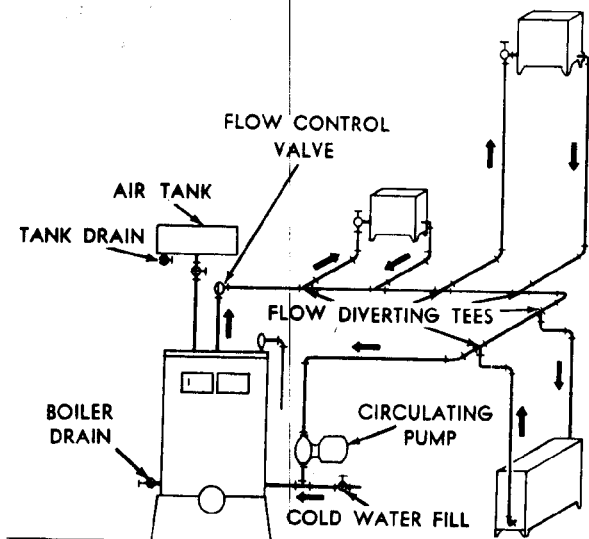 FLOW CONTROL
VALVE
AIR TANK
TANK DRAIN
FLOW DIVERTING TEES
BOILER
DRAIN
CIRCULATING
PUMP
COLD WATER FILL